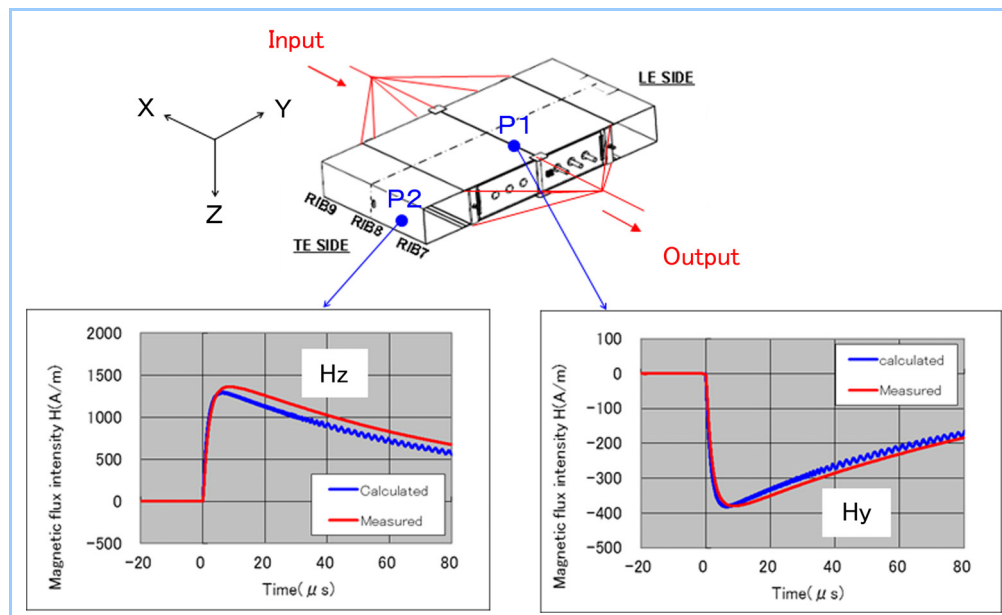 Input
LE SIDE
X
Y
Z
P1
P2
RIB9
RIB8
RIB7
TE SIDE
Output
Magnetic flux intensity H(A/m)
2000
1500
1000
500
0
-500
Hz
Calculated
Measured
-20
0
20
40
60
80
Time(μs)
Magnetic flux intensity H(A/m)
100
0
-100
-200
-300
-400
-500
calculated
Measured
Hy
-20
0
20
40
60
80
Time(μs)